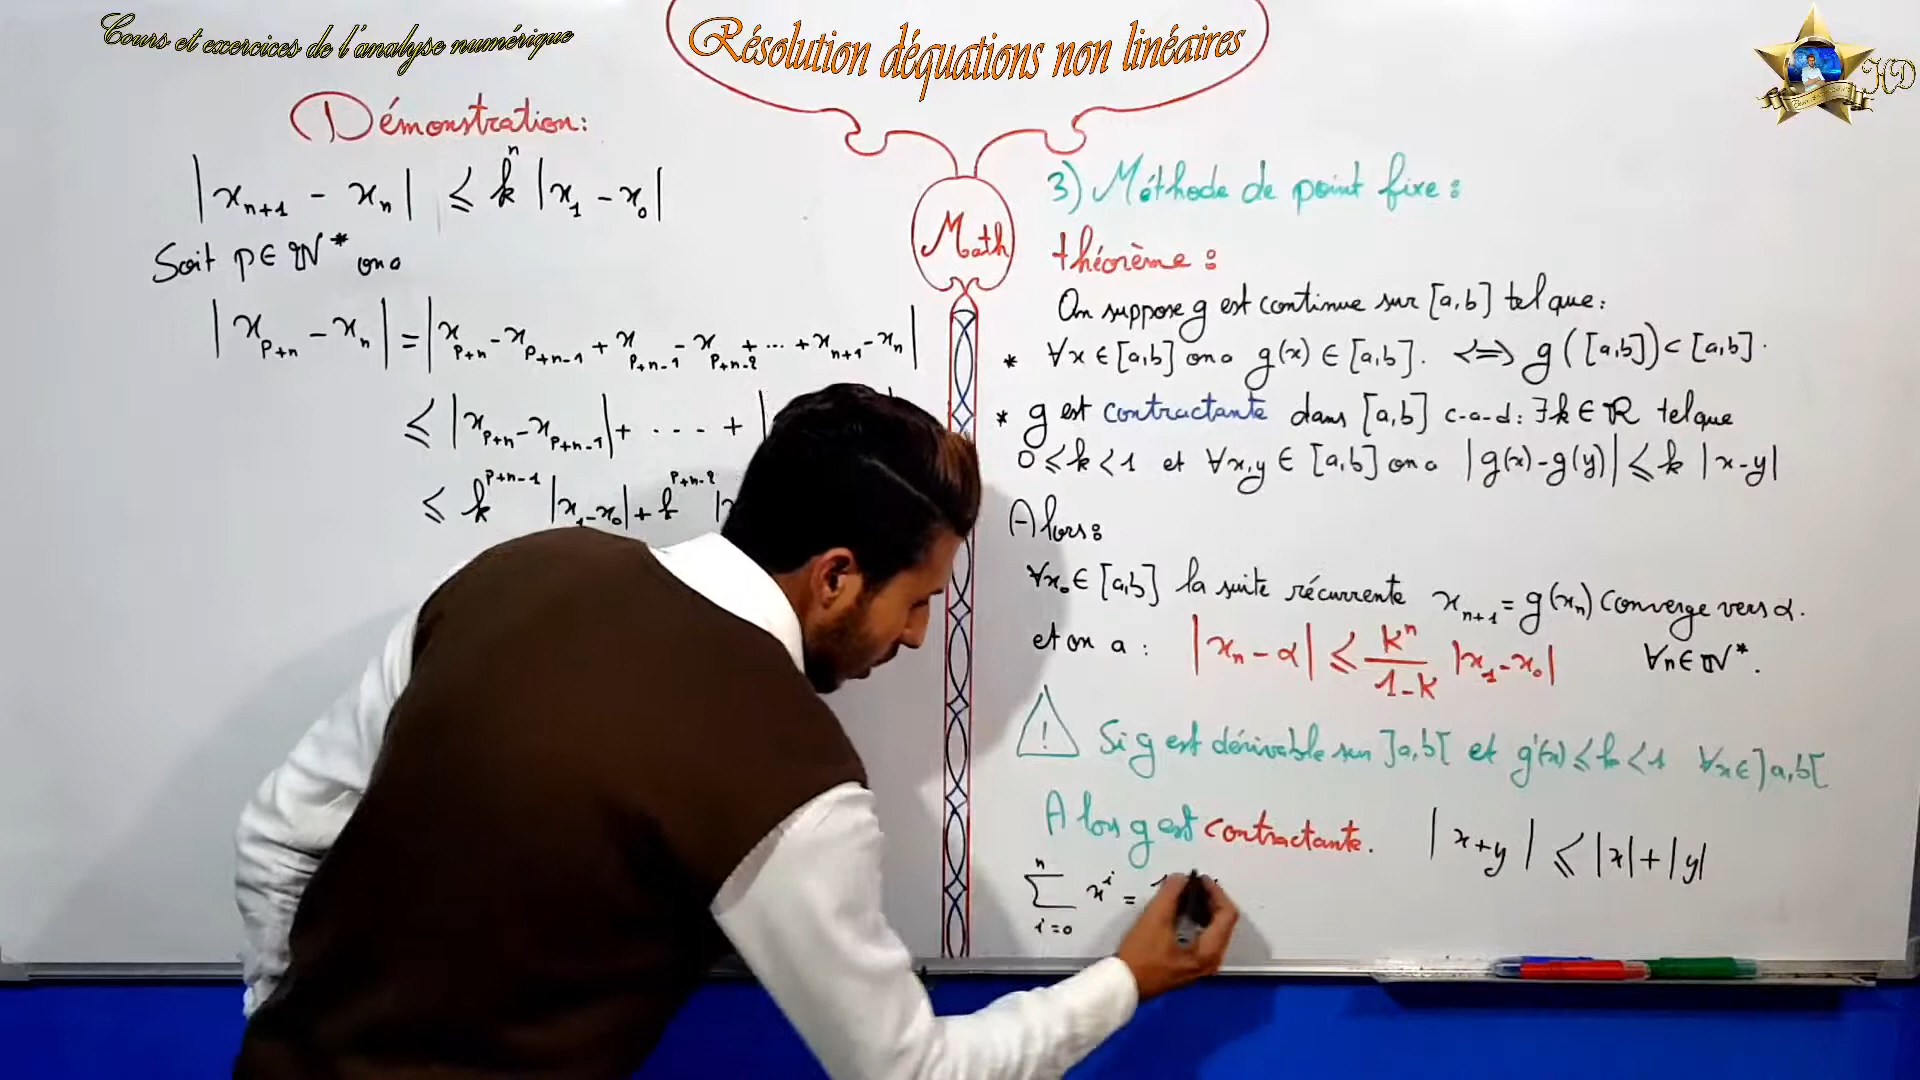 Cours et exercices de l'analyse numérique
Résolution déquations non linéaires
HD
Math
Démonstration:
|x_{n+1} - x_n| ≤ k^n |x_1 - x_0|
Soit p ∈ ℕ* on a
|x_{p+n} - x_n| = |x_{p+n} - x_{p+n-1} + x_{p+n-1} - x_{p+n-2} + ... + x_{n+1} - x_n|
≤ |x_{p+n} - x_{p+n-1}| + ---- + |
≤ k^{p+n-1} |x_1 - x_0| + k^{p+n-2} |
3) Méthode de point fixe:
théorème:
On suppose g est continue sur [a,b] tel que:
* ∀x ∈ [a,b] on a g(x) ∈ [a,b]. <=> g([a,b]) ⊂ [a,b].
* g est contractante dans [a,b] c-a-d: ∃k ∈ ℝ tel que
0 ≤ k < 1 et ∀x,y ∈ [a,b] on a |g(x)-g(y)| ≤ k |x-y|
Alors:
∀x_0 ∈ [a,b] la suite récurrente x_{n+1} = g(x_n) Converge vers α.
et on a : |x_n - α| ≤ k^n/(1-k) |x_1 - x_0| ∀n ∈ ℕ*.
! Si g est dérivable sur ]a,b[ et g'(x) ≤ k < 1 ∀x ∈ ]a,b[
Alors g est contractante. |x+y| ≤ |x|+|y|
∑_{i=0}^{n} x^i =